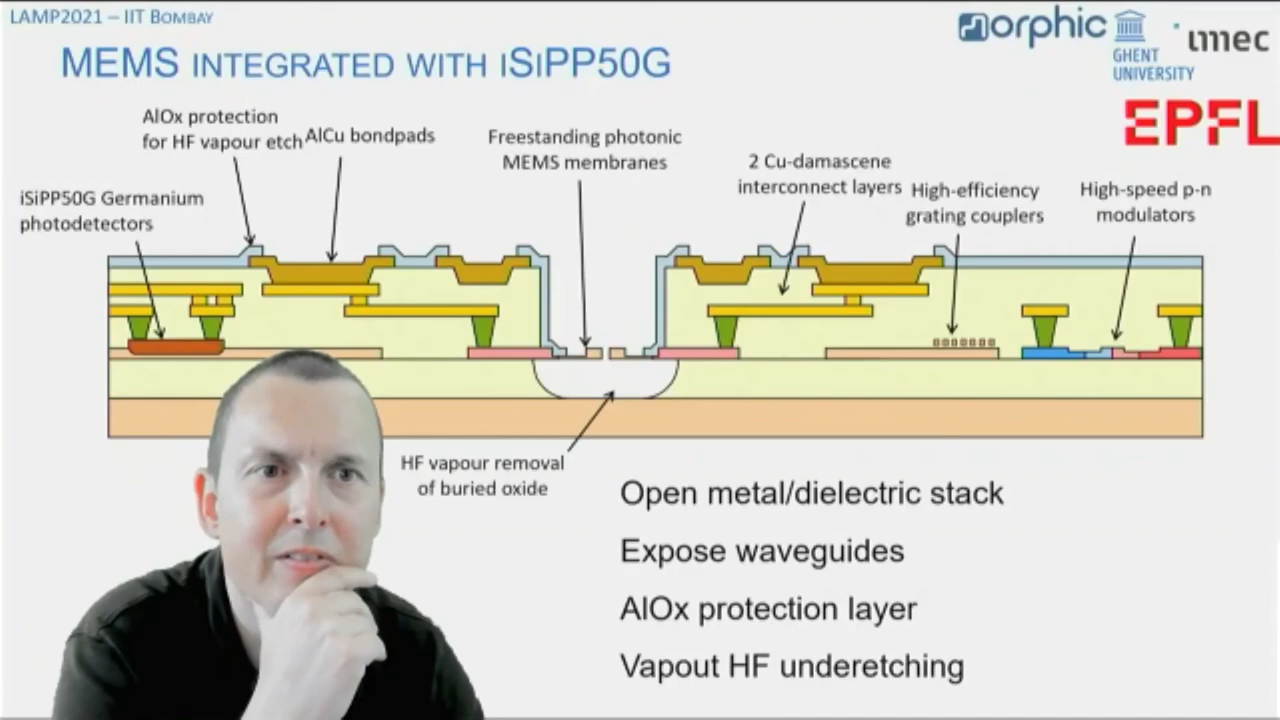 LAMP2021 – IIT BOMBAY
MEMS INTEGRATED WITH ISIPP50G
morphic
GHENT
UNIVERSITY
imec
EPFL
AlOx protection
for HF vapour etch
AlCu bondpads
Freestanding photonic
MEMS membranes
2 Cu-damascene
interconnect layers
High-efficiency
grating couplers
High-speed p-n
modulators
iSiPP50G Germanium
photodetectors
HF vapour removal
of buried oxide
Open metal/dielectric stack
Expose waveguides
AlOx protection layer
Vapout HF underetching